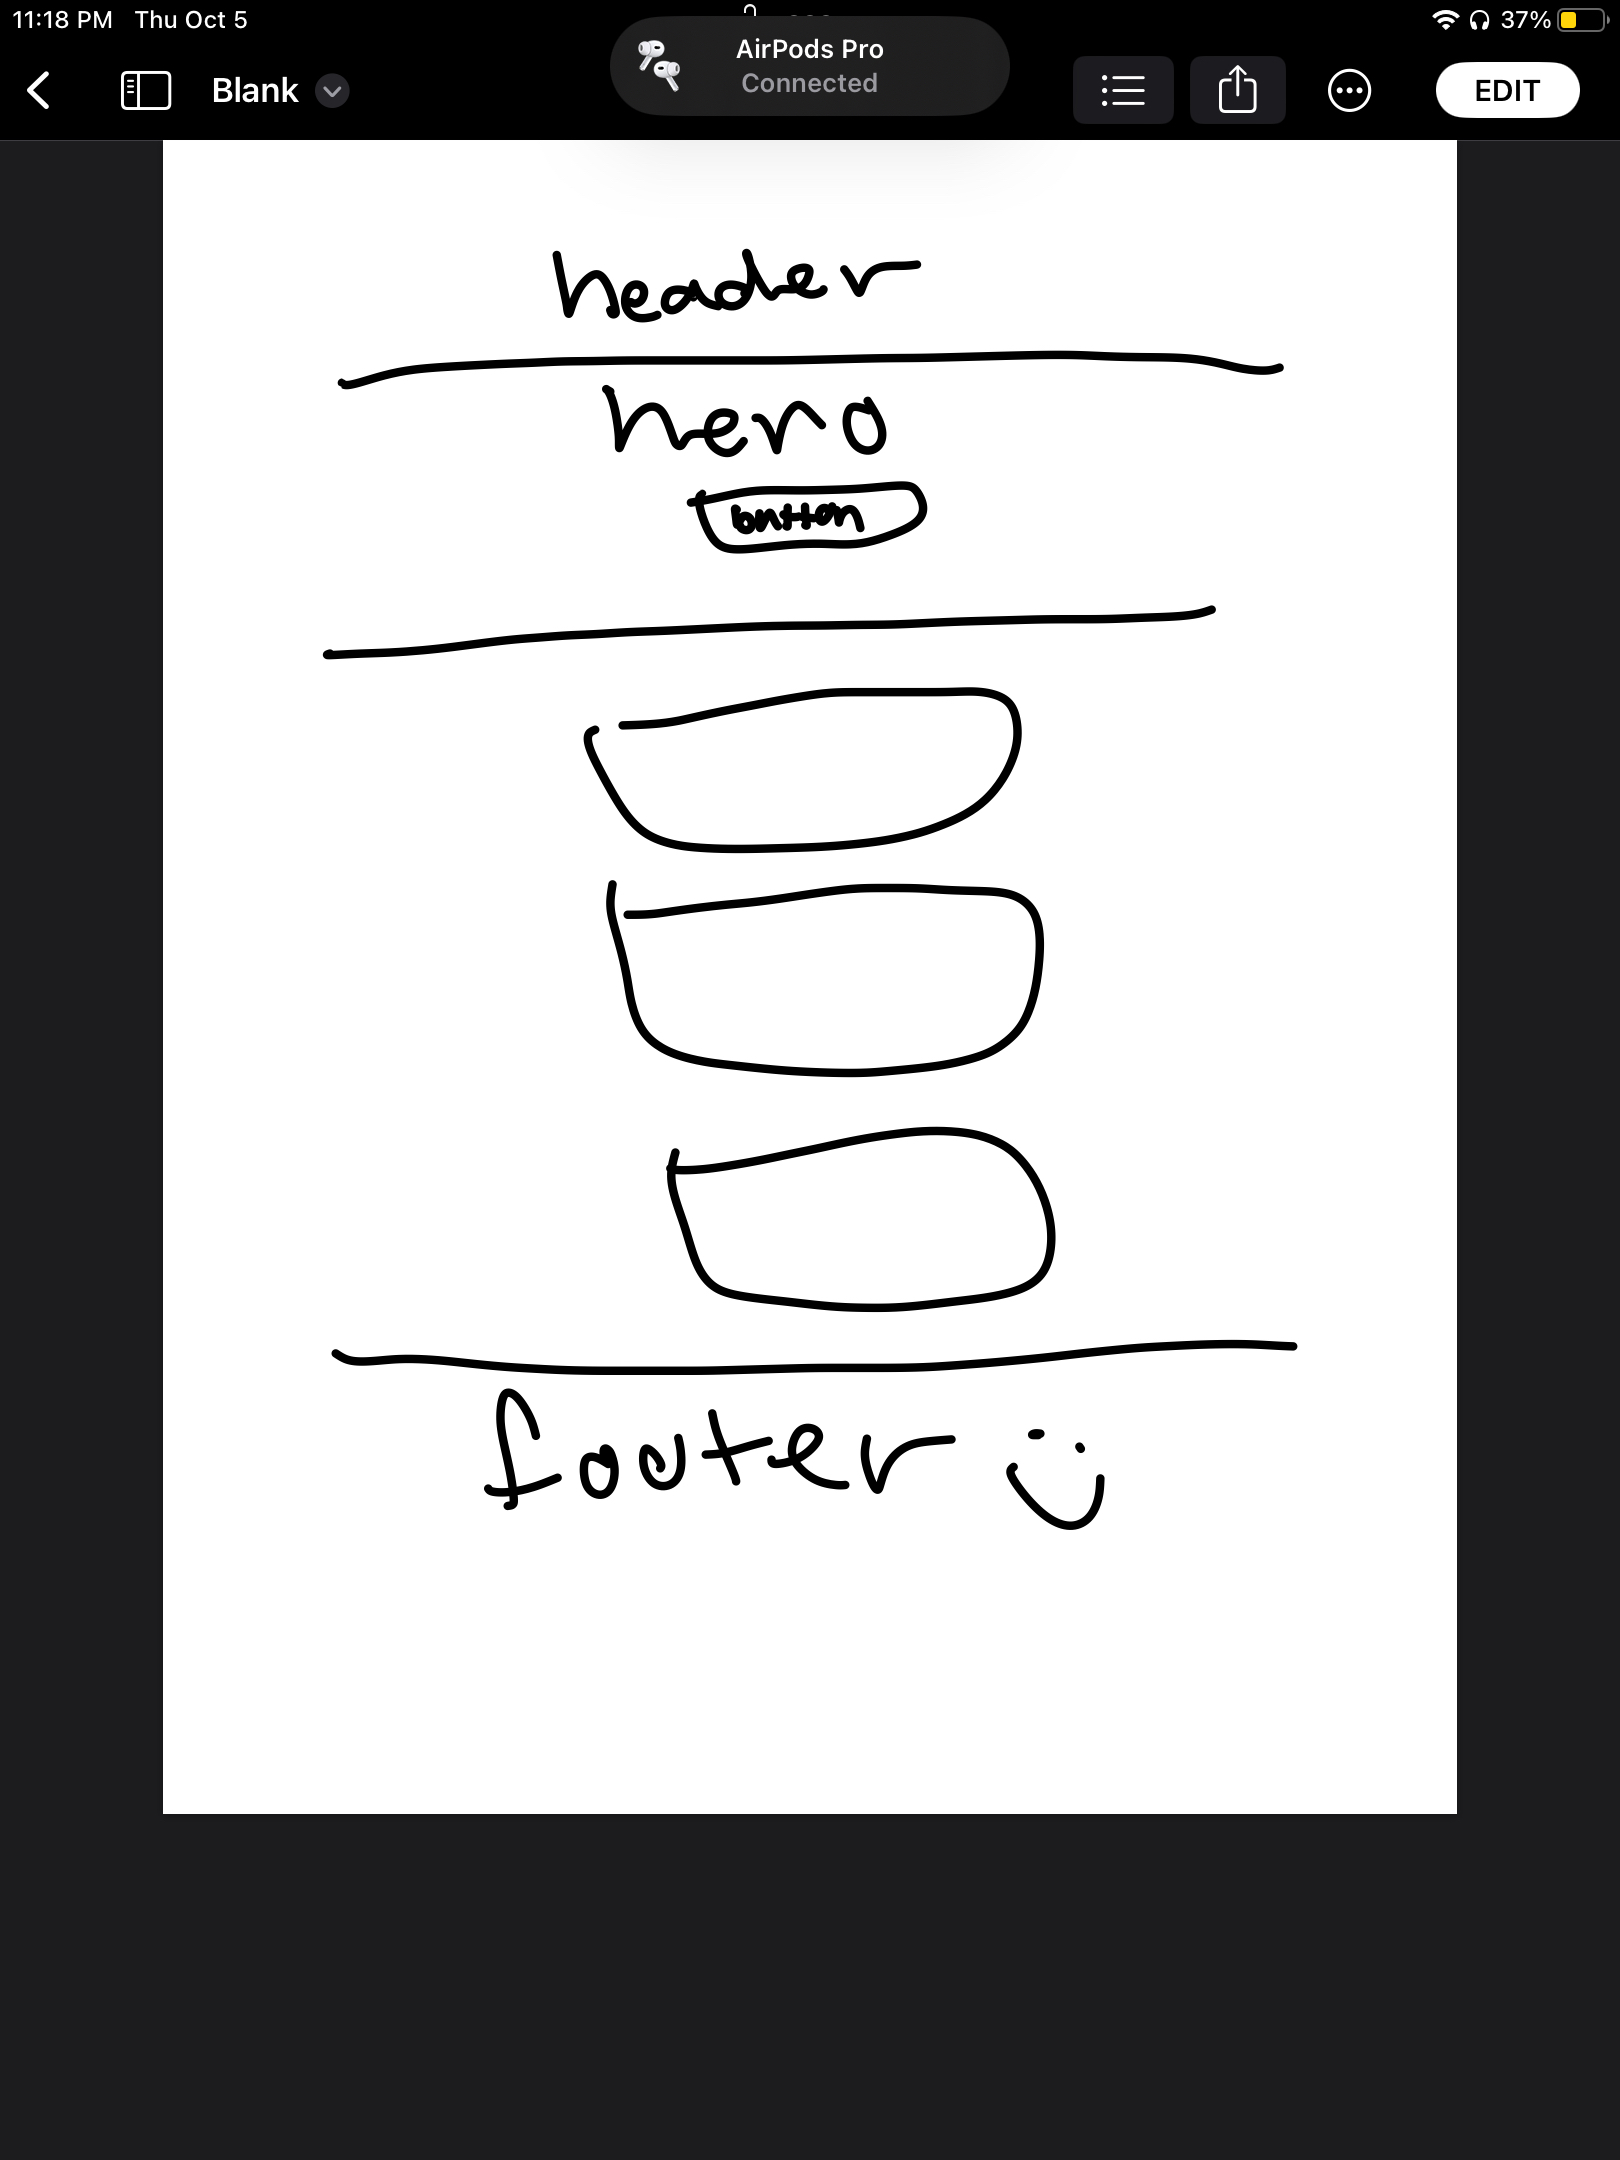 11:18 PM Thu Oct 5
AirPods Pro
Connected
37%
Blank
EDIT
header
hero
button
footer